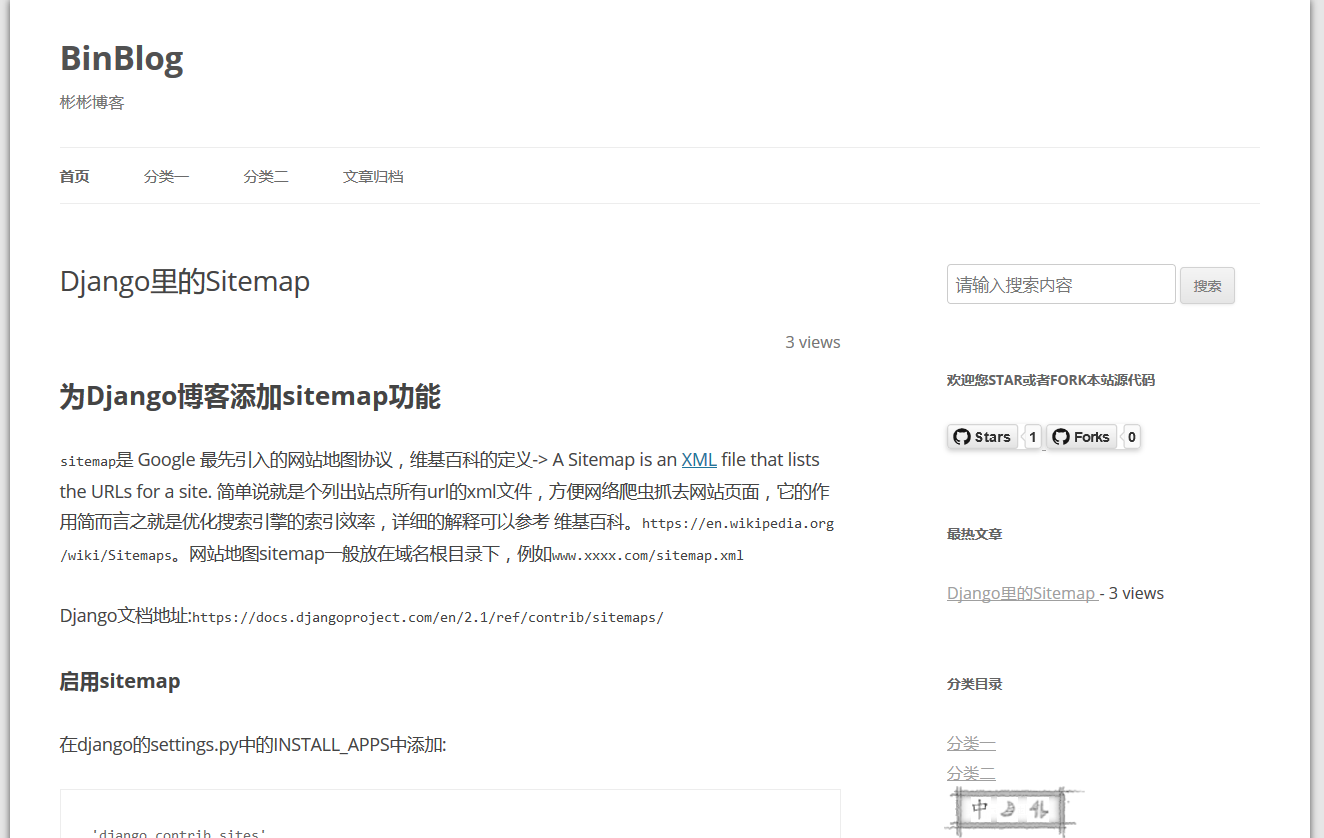 BinBlog
彬彬博客
首页 分类一 分类二 文章归档
Django里的Sitemap
3 views
为Django博客添加sitemap功能
sitemap是 Google 最先引入的网站地图协议，维基百科的定义-> A Sitemap is an XML file that lists
the URLs for a site. 简单说就是个列出站点所有url的xml文件，方便网络爬虫抓去网站页面，它的作
用简而言之就是优化搜索引擎的索引效率，详细的解释可以参考 维基百科。https://en.wikipedia.org
/wiki/Sitemaps。网站地图sitemap一般放在域名根目录下，例如www.xxxx.com/sitemap.xml
Django文档地址:https://docs.djangoproject.com/en/2.1/ref/contrib/sitemaps/
启用sitemap
在django的settings.py中的INSTALL_APPS中添加:
'django.contrib.sites'
请输入搜索内容 搜索
欢迎您STAR或者FORK本站源代码
Stars 1 Forks 0
最热文章
Django里的Sitemap - 3 views
分类目录
分类一
分类二
中